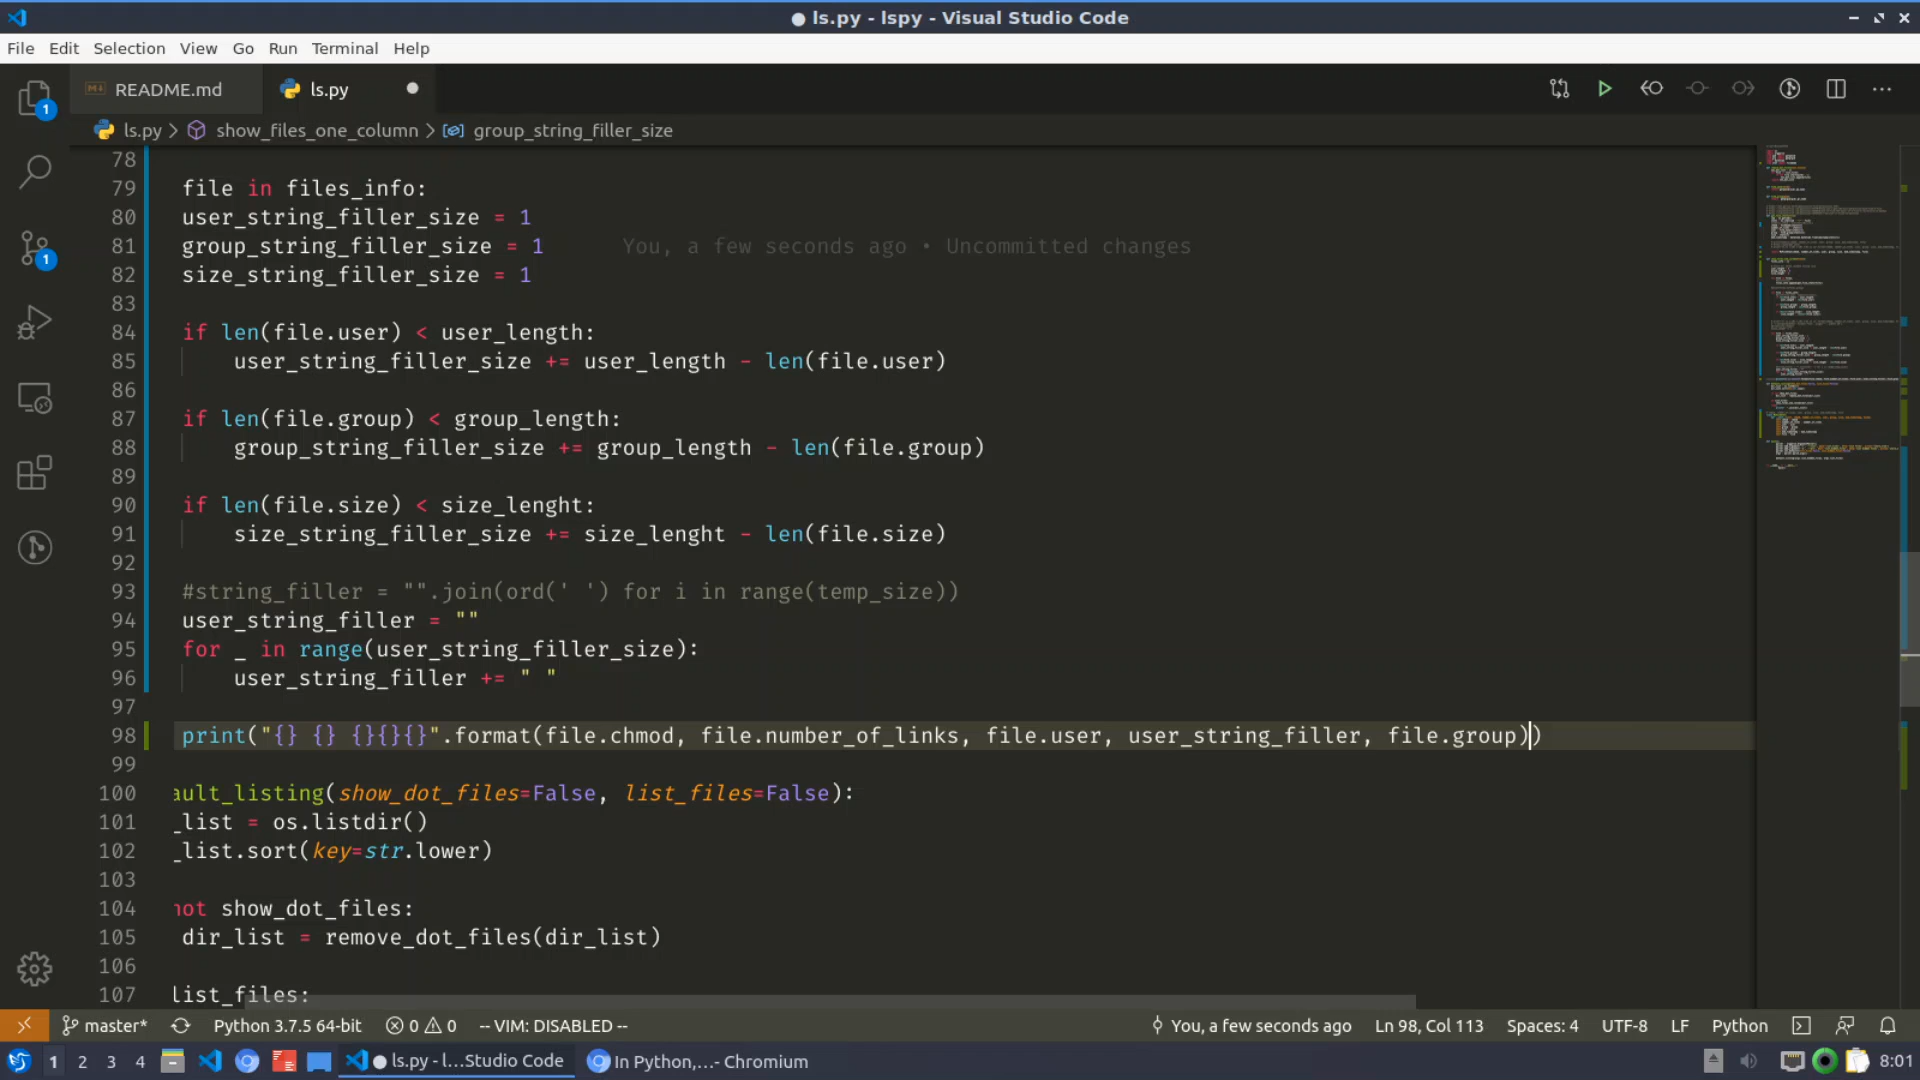 ● ls.py - lspy - Visual Studio Code
File Edit Selection View Go Run Terminal Help
README.md ls.py
ls.py > show_files_one_column > group_string_filler_size
78
79 file in files_info:
80 user_string_filler_size = 1
81 group_string_filler_size = 1 You, a few seconds ago • Uncommitted changes
82 size_string_filler_size = 1
83
84 if len(file.user) < user_length:
85 user_string_filler_size += user_length - len(file.user)
86
87 if len(file.group) < group_length:
88 group_string_filler_size += group_length - len(file.group)
89
90 if len(file.size) < size_lenght:
91 size_string_filler_size += size_lenght - len(file.size)
92
93 #string_filler = "".join(ord(' ') for i in range(temp_size))
94 user_string_filler = ""
95 for _ in range(user_string_filler_size):
96 user_string_filler += " "
97
98 print("{} {} {}{}{}".format(file.chmod, file.number_of_links, file.user, user_string_filler, file.group))
99
100 ault_listing(show_dot_files=False, list_files=False):
101 _list = os.listdir()
102 _list.sort(key=str.lower)
103
104 not show_dot_files:
105 dir_list = remove_dot_files(dir_list)
106
107 list_files:
1
1
master* Python 3.7.5 64-bit 0 0 -- VIM: DISABLED -- You, a few seconds ago Ln 98, Col 113 Spaces: 4 UTF-8 LF Python
1 2 3 4 ● ls.py - l...Studio Code In Python,...- Chromium 8:01